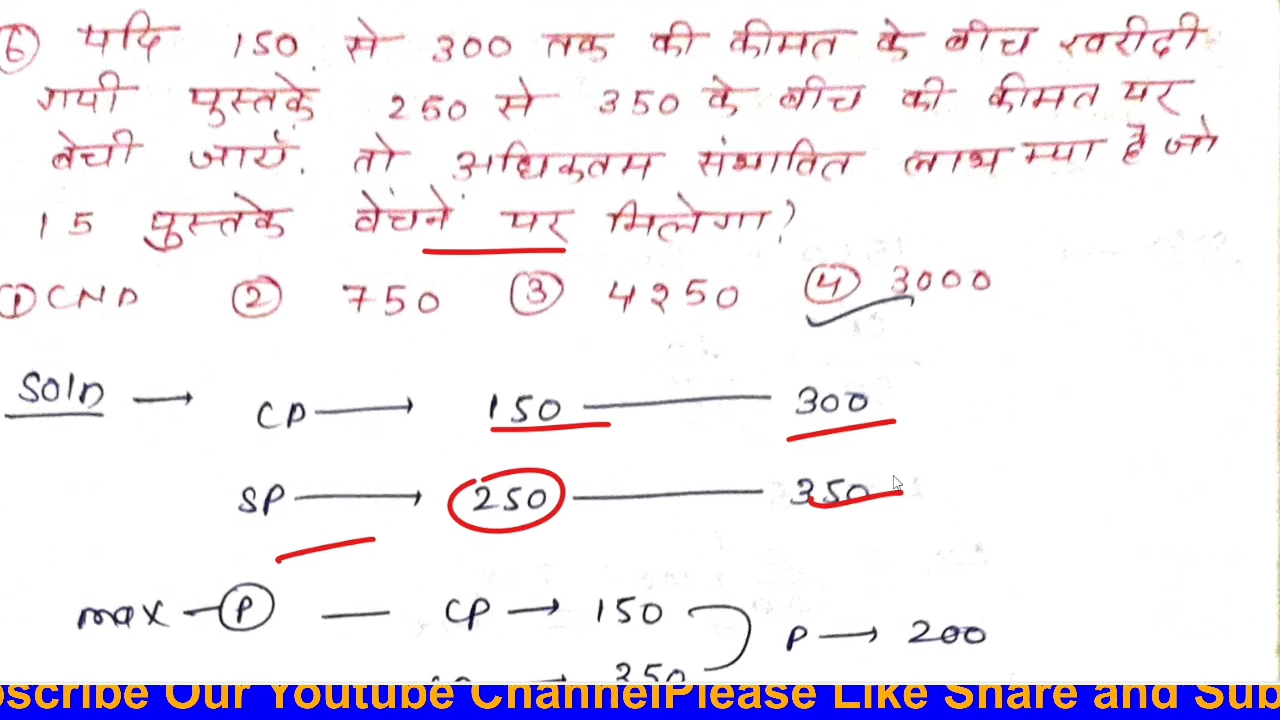 6 यदि 150 से 300 तक की कीमत के बीच खरीदी
गयी पुस्तकें 250 से 350 के बीच की कीमत पर
बेची जायें. तो अधिकतम संभावित लाभ क्या है जो
15 पुस्तके वेंचनें पर मिलेगा?
① CND ② 750 ③ 4250 ④ 3000
Soln → CP → 150 — 300
SP → 250 — 350
max - P — CP → 150
P → 200
350
bscribe Our Youtube ChannelPlease Like Share and Sub